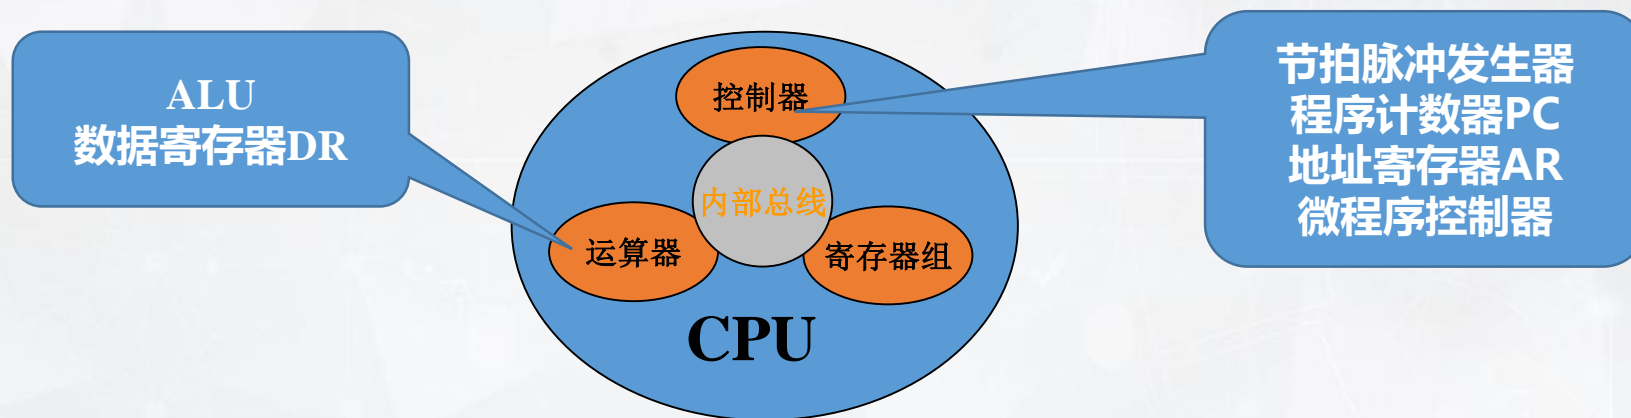 ALU
数据寄存器DR
控制器
内部总线
运算器
寄存器组
CPU
节拍脉冲发生器
程序计数器PC
地址寄存器AR
微程序控制器